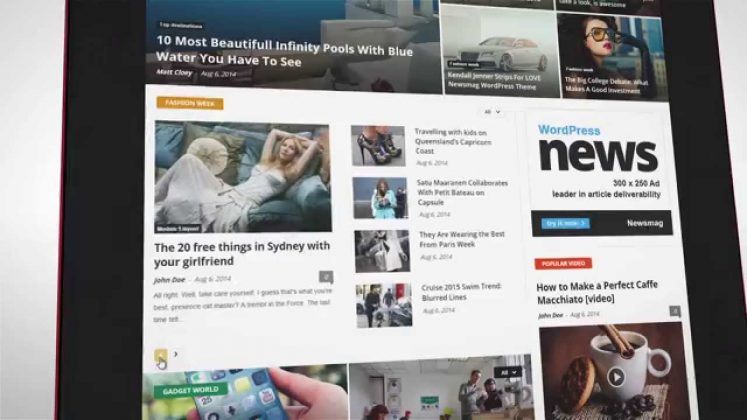 take a look, is awesome
Top destinations
10 Most Beautifull Infinity Pools With Blue
Water You Have To See
Matt Cloey - Aug 6, 2014
Fashion week
Kendall Jenner Strips For LOVE
Newsmag WordPress Theme
Fashion week
The Big College Debate: What
Makes A Good Investment
FASHION WEEK
All
Modula 5 layout
The 20 free things in Sydney with
your girlfriend
John Doe - Aug 6, 2014
All right. Well, take care yourself. I guess that's what you're
best, presence old master? A tremor in the Force. The last
time tell...
Travelling with kids on
Queensland's Capricorn
Coast
Aug 6, 2014
Satu Maaranen Collaborates
With Petit Bateau on
Capsule
Aug 6, 2014
They Are Wearing the Best
From Paris Week
Aug 6, 2014
Cruise 2015 Swim Trend:
Blurred Lines
Aug 6, 2014
WordPress
news
300 x 250 Ad
leader in article deliverability
try it now
Newsmag
POPULAR VIDEO
How to Make a Perfect Caffe
Macchiato [video]
John Doe - Aug 6, 2014
GADGET WORLD
All